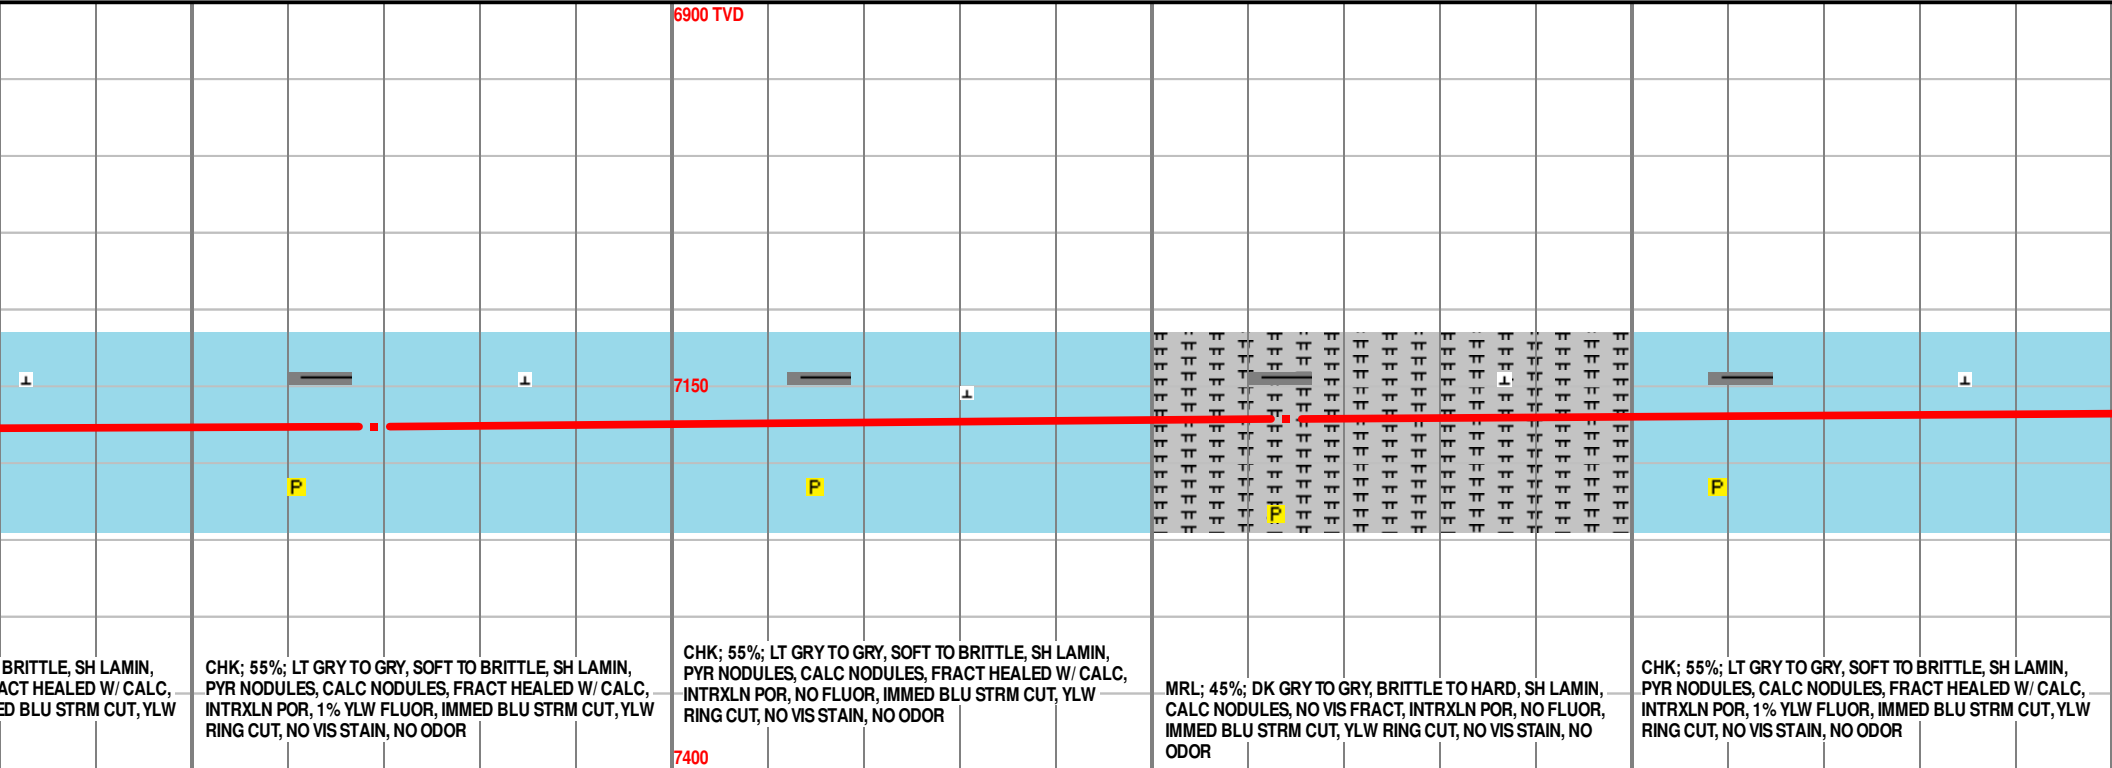 6900 TVD
7150
P
P
P
P
BRITTLE, SH LAMIN,
ACT HEALED W/ CALC,
ED BLU STRM CUT, YLW
CHK; 55%; LT GRY TO GRY, SOFT TO BRITTLE, SH LAMIN,
PYR NODULES, CALC NODULES, FRACT HEALED W/ CALC,
INTRXLN POR, 1% YLW FLUOR, IMMED BLU STRM CUT, YLW
RING CUT, NO VIS STAIN, NO ODOR
CHK; 55%; LT GRY TO GRY, SOFT TO BRITTLE, SH LAMIN,
PYR NODULES, CALC NODULES, FRACT HEALED W/ CALC,
INTRXLN POR, NO FLUOR, IMMED BLU STRM CUT, YLW
RING CUT, NO VIS STAIN, NO ODOR
7400
MRL; 45%; DK GRY TO GRY, BRITTLE TO HARD, SH LAMIN,
CALC NODULES, NO VIS FRACT, INTRXLN POR, NO FLUOR,
IMMED BLU STRM CUT, YLW RING CUT, NO VIS STAIN, NO
ODOR
CHK; 55%; LT GRY TO GRY, SOFT TO BRITTLE, SH LAMIN,
PYR NODULES, CALC NODULES, FRACT HEALED W/ CALC,
INTRXLN POR, 1% YLW FLUOR, IMMED BLU STRM CUT, YLW
RING CUT, NO VIS STAIN, NO ODOR